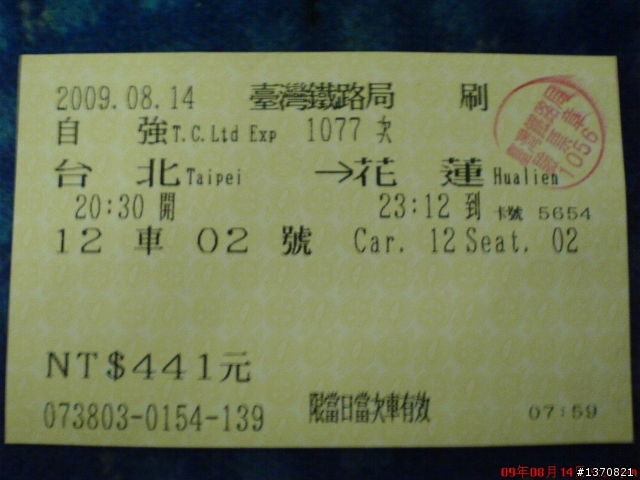 2009.08.14 臺灣鐵路局 刷
自強 T.C.Ltd Exp 1077 次
台北 Taipei →花蓮 Hualien
20:30 開 23:12 到 卡號 5654
12 車 02 號 Car. 12 Seat. 02
NT$441元
073803-0154-139 限當日當次車有效 07:59
1056
09年08月14
#1370821